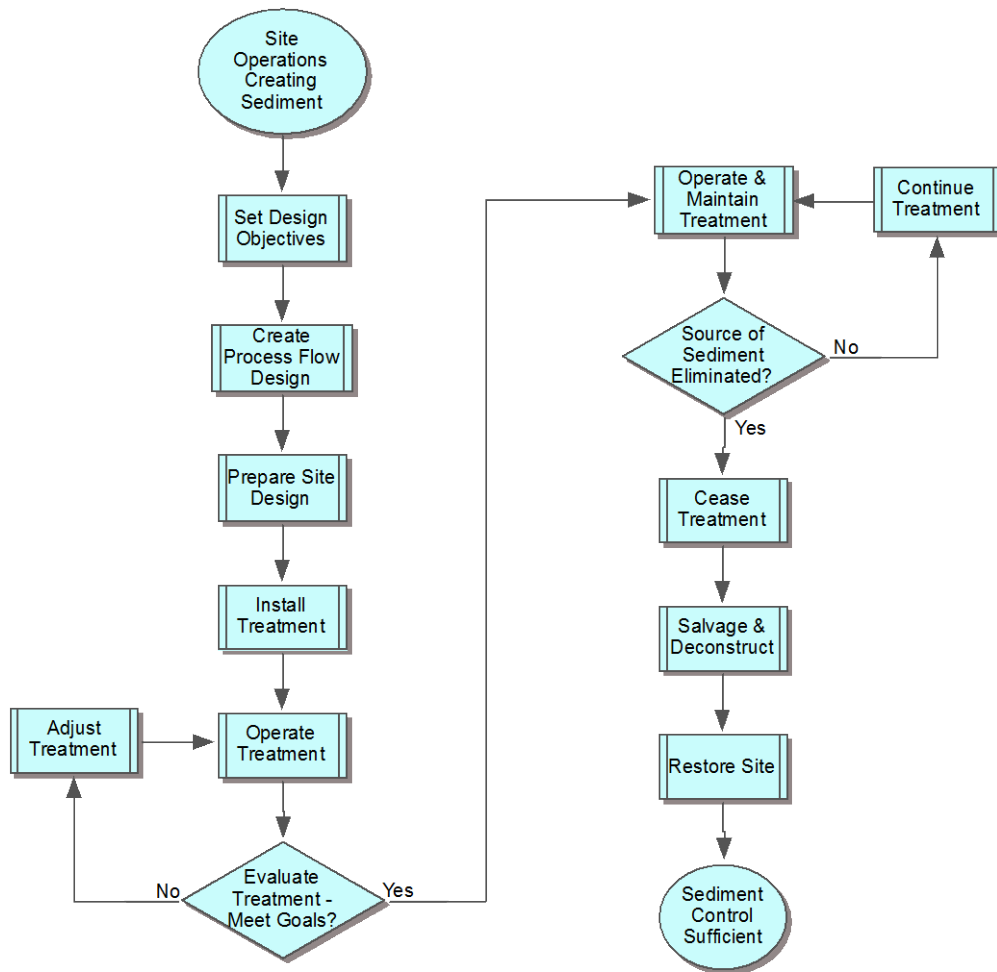 Site
Operations
Creating
Sediment
Set Design
Objectives
Create
Process Flow
Design
Prepare Site
Design
Install
Treatment
Adjust
Treatment
Operate
Treatment
No
Evaluate
Treatment -
Meet Goals?
Yes
Operate &
Maintain
Treatment
Continue
Treatment
Source of
Sediment
Eliminated?
No
Yes
Cease
Treatment
Salvage &
Deconstruct
Restore Site
Sediment
Control
Sufficient